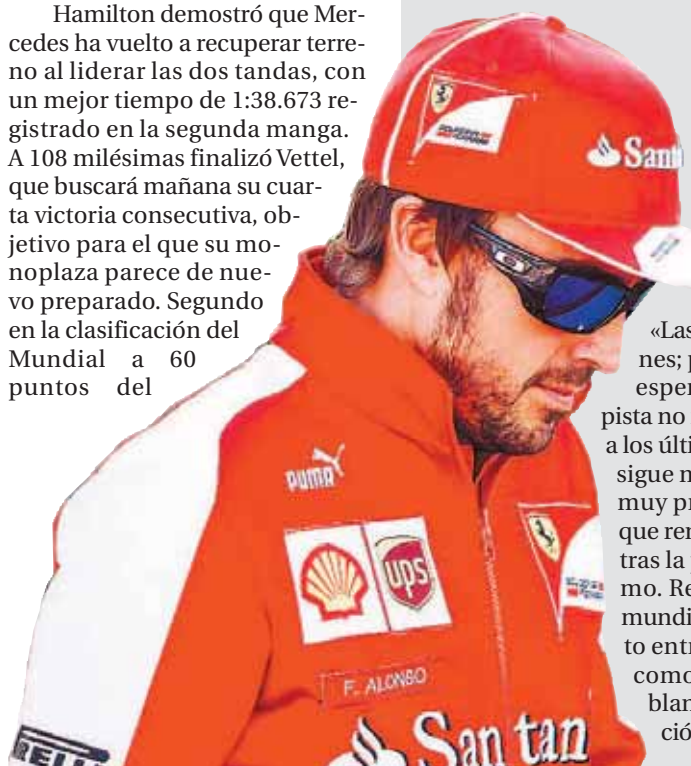 Hamilton demostró que Mer-
cedes ha vuelto a recuperar terre-
no al liderar las dos tandas, con
un mejor tiempo de 1:38.673 re-
gistrado en la segunda manga.
A 108 milésimas finalizó Vettel,
que buscará mañana su cuar-
ta victoria consecutiva, ob-
jetivo para el que su mo-
noplaza parece de nue-
vo preparado. Segundo
en la clasificación del
Mundial a 60
puntos del
«Las
nes; p
esper
pista no
a los últi
sigue n
muy pr
que ren
tras la
mo. Re
mundi
to entr
como
blan
ció
San
PUMA
ups
F. ALONSO
San tan
PIRELLI